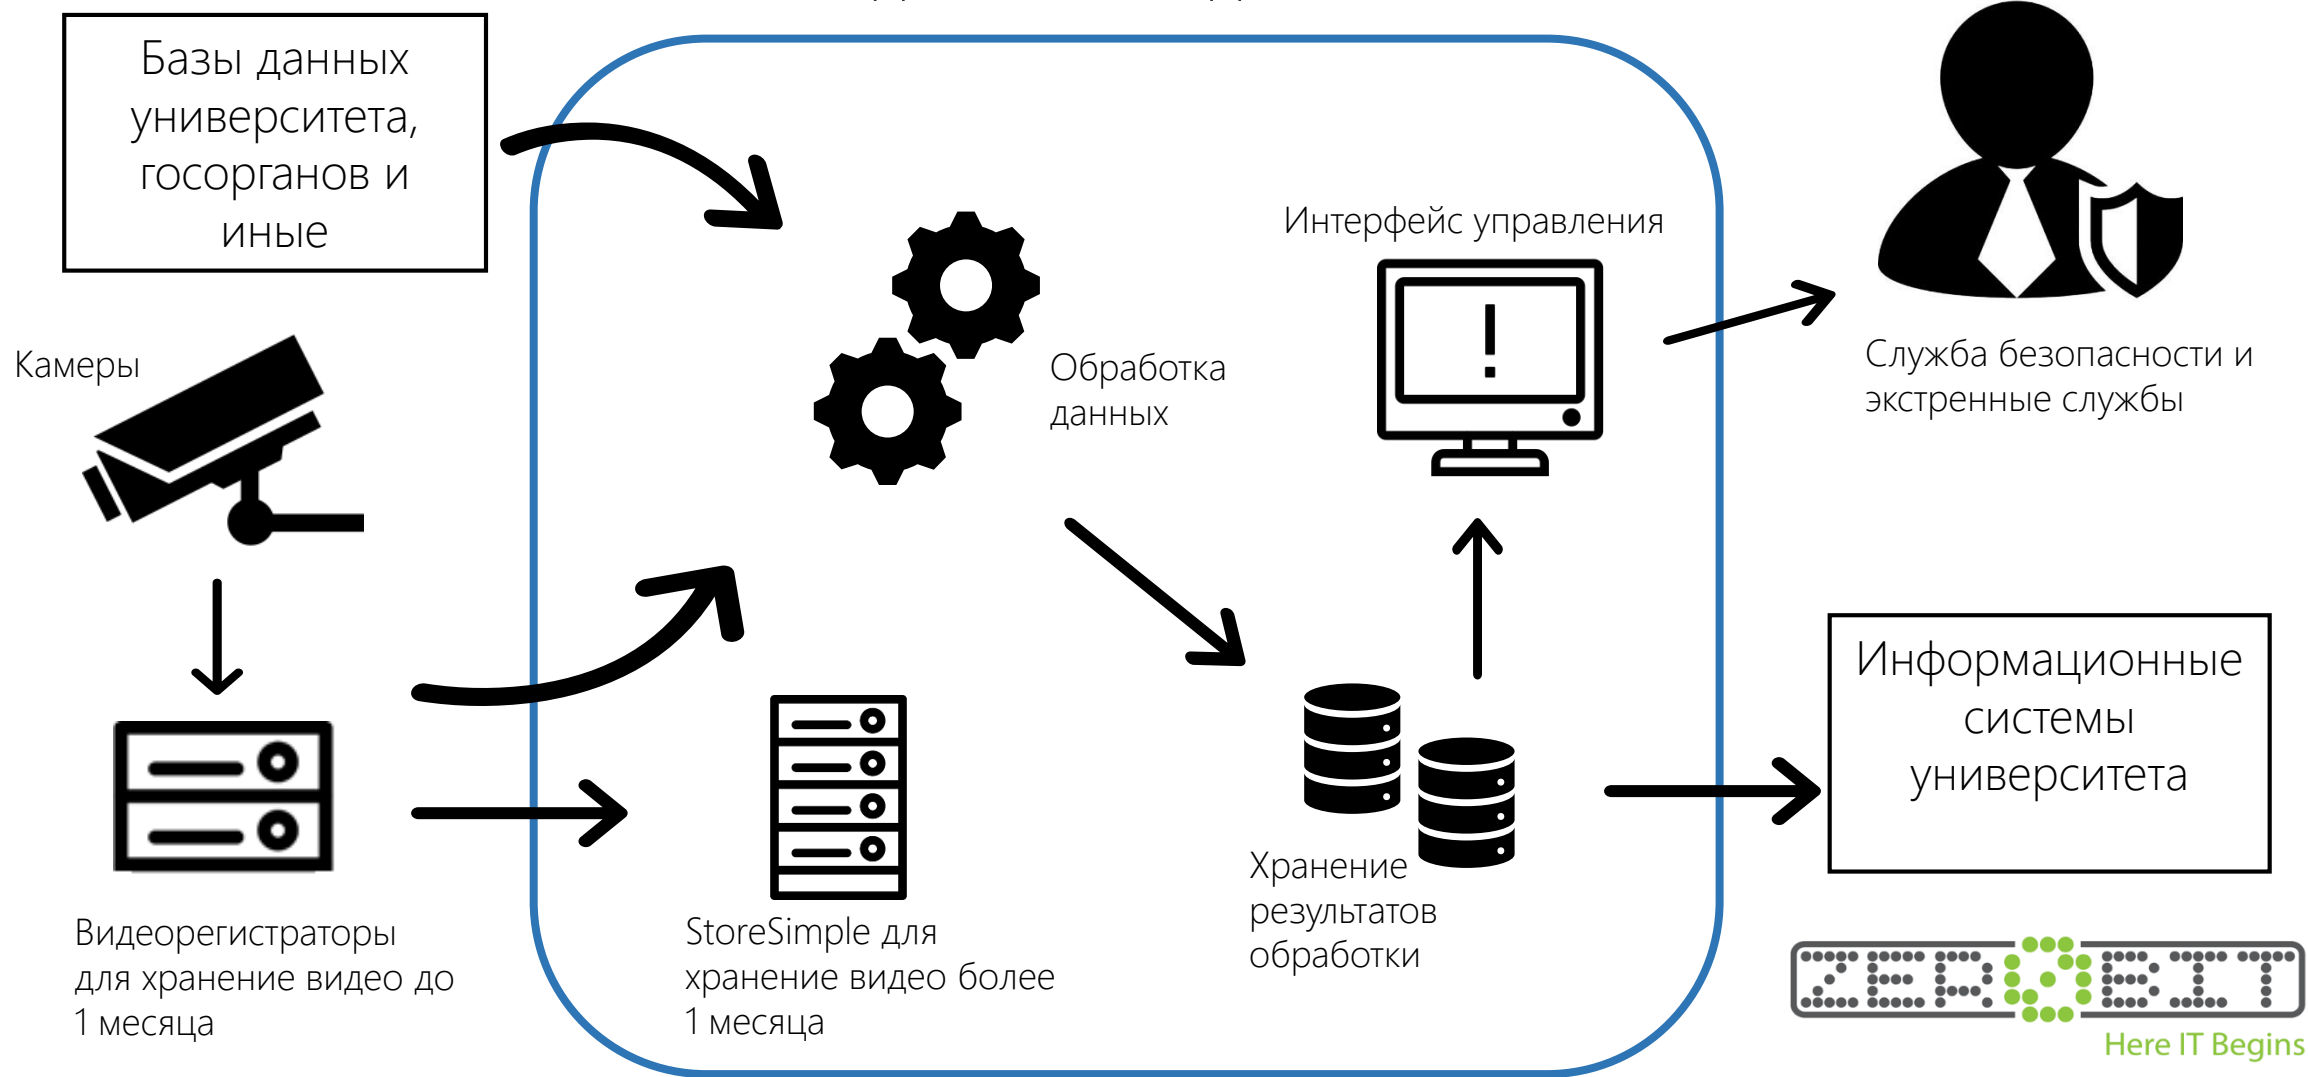 Базы данных
университета,
госорганов и
иные
Камеры
Видеорегистраторы
для хранение видео до
1 месяца
Обработка
данных
StoreSimple для
хранение видео более
1 месяца
Интерфейс управления
!
Хранение
результатов
обработки
Служба безопасности и
экстренные службы
Информационные
системы
университета
ZEROBIT
Here IT Begins